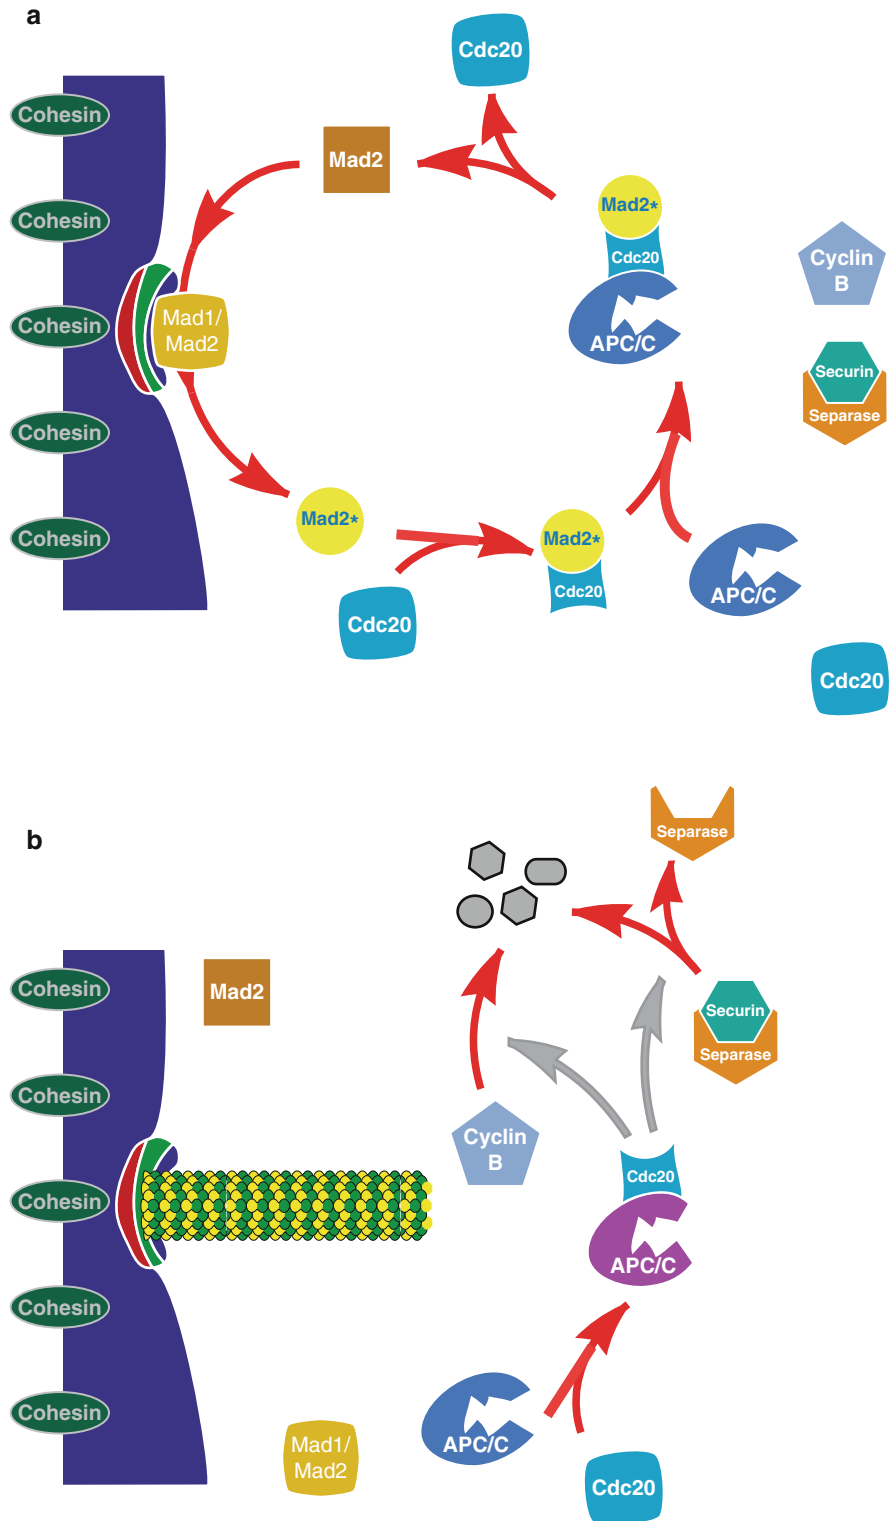 a
Cdc20
Cohesin
Mad2
Mad2*
Cohesin
Cdc20
Cyclin
B
Cohesin
Mad1/
Mad2
APC/C
Securin
Separase
Cohesin
Mad2*
Cohesin
Mad2*
Cdc20
Cdc20
APC/C
Cdc20
b
Separase
Cohesin
Mad2
Securin
Separase
Cohesin
Cyclin
B
Cdc20
Cohesin
APC/C
Cohesin
Cohesin
Mad1/
Mad2
APC/C
Cdc20